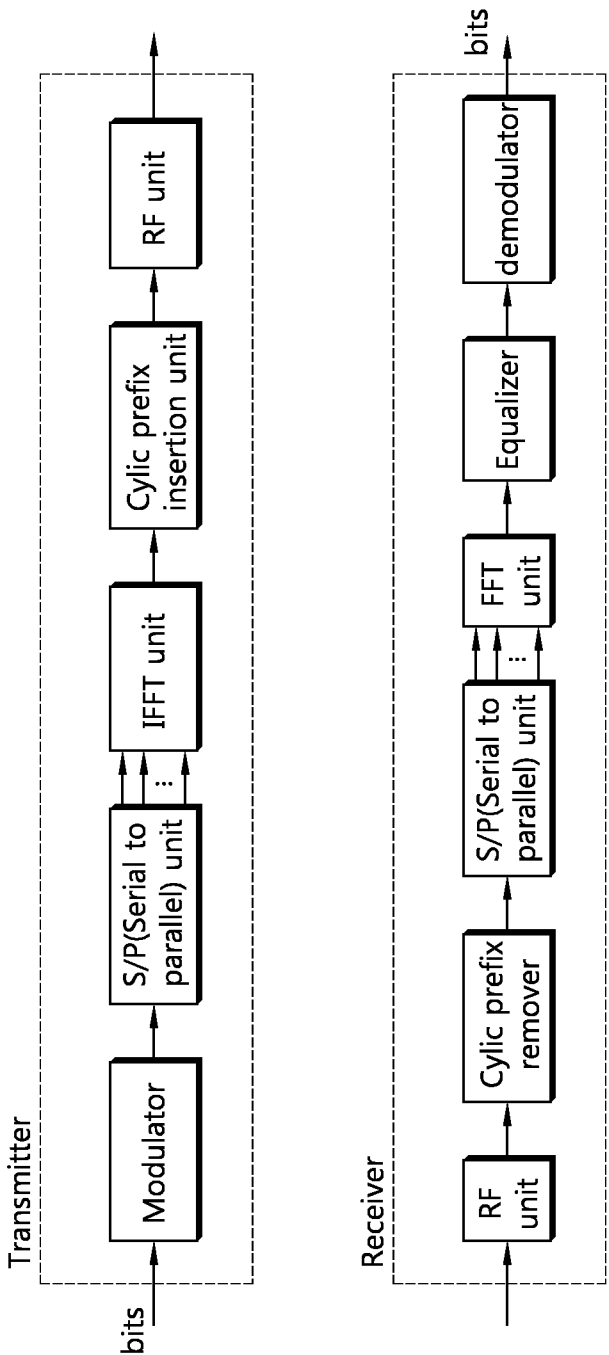 Transmitter
bits
Modulator
S/P(Serial to
parallel) unit
...
IFFT unit
Cylic prefix
insertion unit
RF unit
Receiver
RF
unit
Cylic prefix
remover
S/P(Serial to
parallel) unit
...
FFT
unit
Equalizer
demodulator
bits